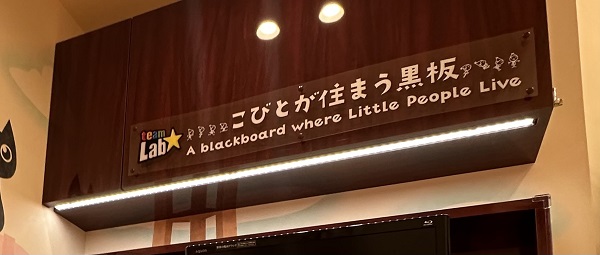 team
Lab★
こびとが住まう黒板
A blackboard where Little People Live